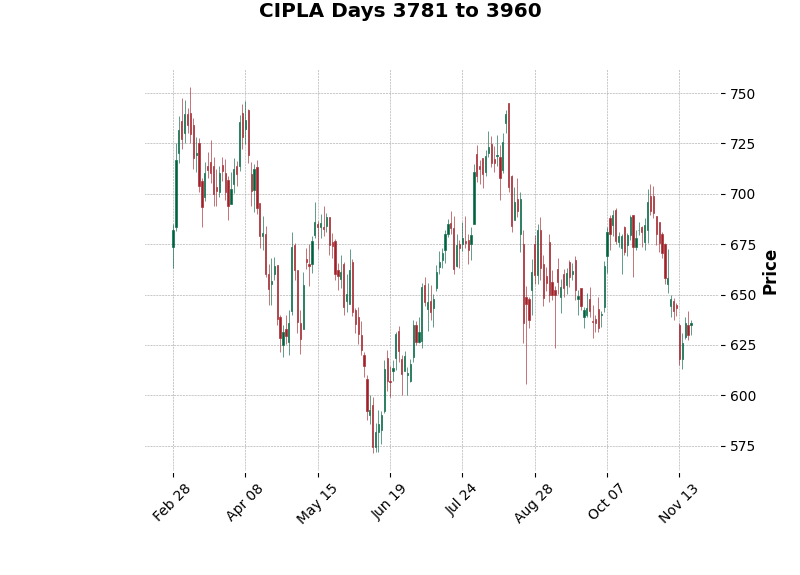 CIPLA Days 3781 to 3960
750
725
700
675
650
625
600
575
Price
Feb 28
Apr 08
May 15
Jun 19
Jul 24
Aug 28
Oct 07
Nov 13